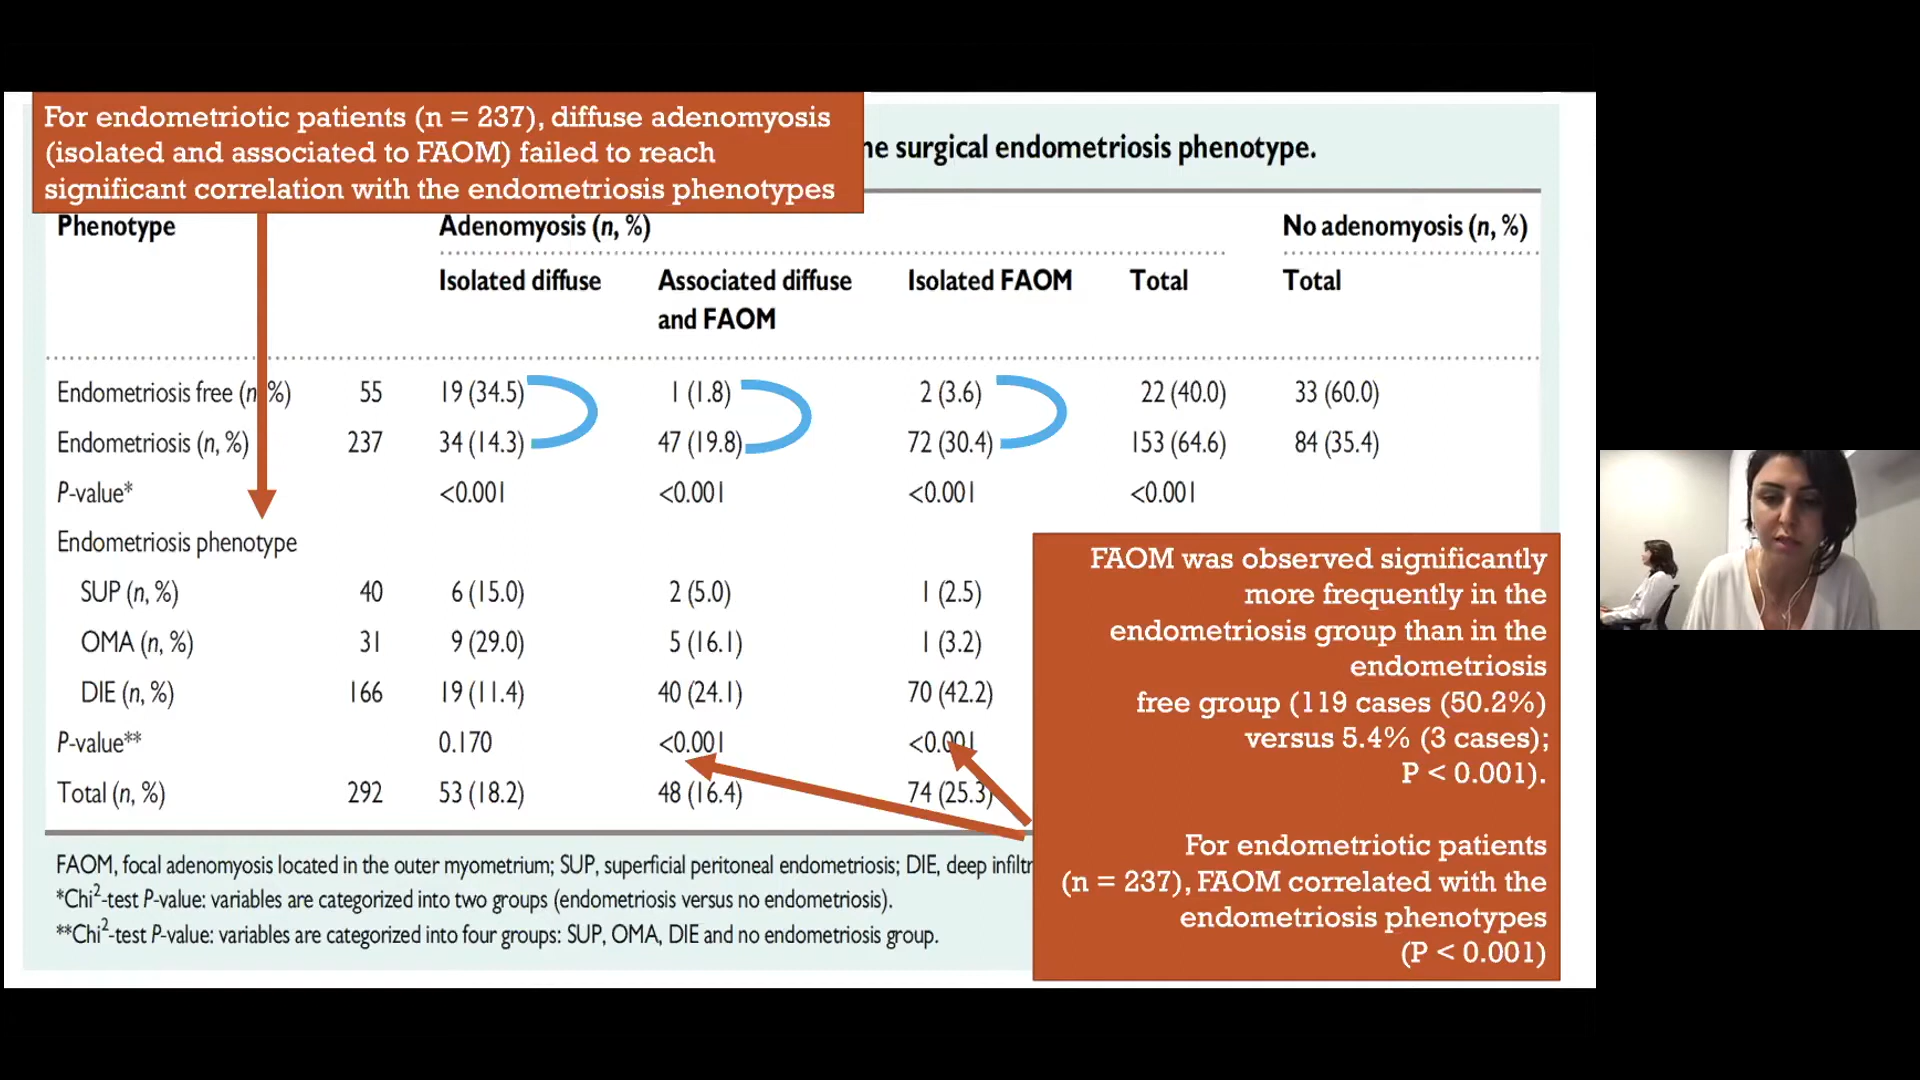 For endometriotic patients (n = 237), diffuse adenomyosis
(isolated and associated to FAOM) failed to reach
significant correlation with the endometriosis phenotypes
surgical endometriosis phenotype.
Phenotype Adenomyosis (n, %) No adenomyosis (n, %)
Isolated diffuse Associated diffuse Isolated FAOM Total Total
and FAOM
Endometriosis free (n %) 55 19 (34.5) 1 (1.8) 2 (3.6) 22 (40.0) 33 (60.0)
Endometriosis (n, %) 237 34 (14.3) 47 (19.8) 72 (30.4) 153 (64.6) 84 (35.4)
P-value* <0.001 <0.001 <0.001 <0.001
Endometriosis phenotype
SUP (n, %) 40 6 (15.0) 2 (5.0) 1 (2.5)
OMA (n, %) 31 9 (29.0) 5 (16.1) 1 (3.2)
DIE (n, %) 166 19 (11.4) 40 (24.1) 70 (42.2)
P-value** 0.170 <0.001 <0.001
Total (n, %) 292 53 (18.2) 48 (16.4) 74 (25.3)
FAOM, focal adenomyosis located in the outer myometrium; SUP, superficial peritoneal endometriosis; DIE, deep
*Chi²-test P-value: variables are categorized into two groups (endometriosis versus no endometriosis).
**Chi²-test P-value: variables are categorized into four groups: SUP, OMA, DIE and no endometriosis group.
FAOM was observed significantly
more frequently in the
endometriosis group than in the
endometriosis
free group (119 cases (50.2%)
versus 5.4% (3 cases);
P < 0.001).
For endometriotic patients
(n = 237), FAOM correlated with the
endometriosis phenotypes
(P < 0.001)